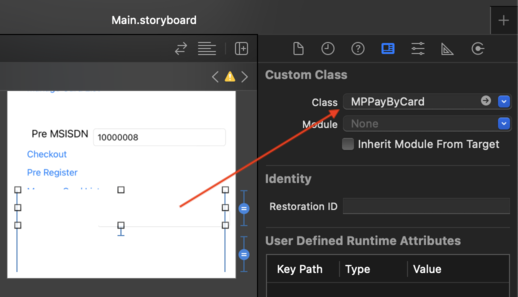 Main.storyboard
Custom Class
Class MPPayByCard
Module None
Inherit Module From Target
Identity
Restoration ID
User Defined Runtime Attributes
Key Path Type Value
Pre MSISDN 10000008
Checkout
Pre Register